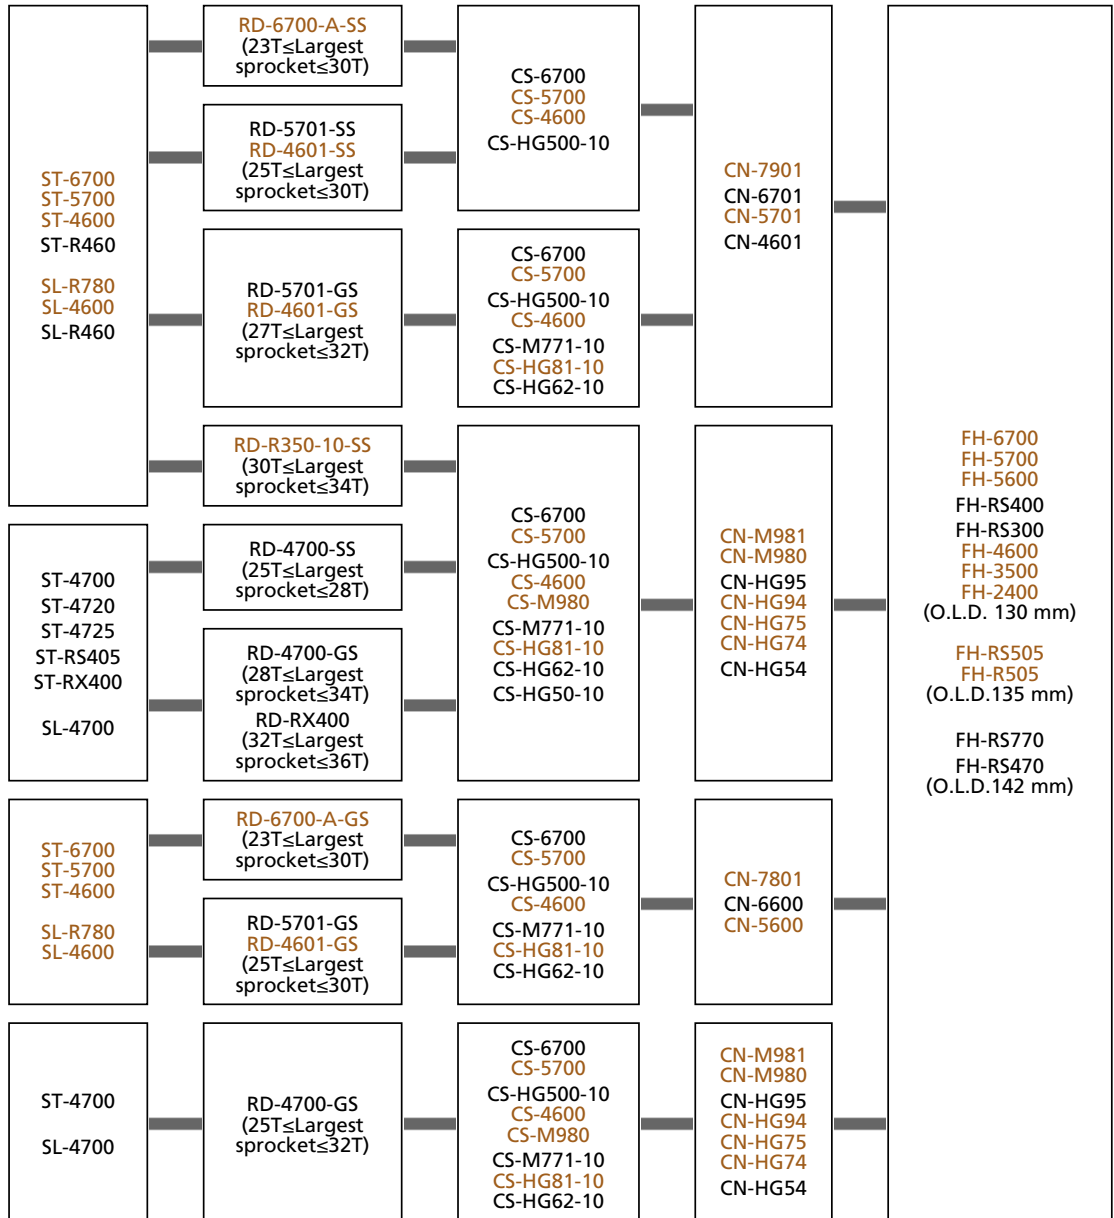 ST-6700
ST-5700
ST-4600
ST-R460
SL-R780
SL-4600
SL-R460
RD-6700-A-SS
(23T≤Largest
sprocket≤30T)
RD-5701-SS
RD-4601-SS
(25T≤Largest
sprocket≤30T)
CS-6700
CS-5700
CS-4600
CS-HG500-10
RD-5701-GS
RD-4601-GS
(27T≤Largest
sprocket≤32T)
CS-6700
CS-5700
CS-HG500-10
CS-4600
CS-M771-10
CS-HG81-10
CS-HG62-10
CN-7901
CN-6701
CN-5701
CN-4601
RD-R350-10-SS
(30T≤Largest
sprocket≤34T)
ST-4700
ST-4720
ST-4725
ST-RS405
ST-RX400
SL-4700
RD-4700-SS
(25T≤Largest
sprocket≤28T)
RD-4700-GS
(28T≤Largest
sprocket≤34T)
RD-RX400
(32T≤Largest
sprocket≤36T)
CS-6700
CS-5700
CS-HG500-10
CS-4600
CS-M980
CS-M771-10
CS-HG81-10
CS-HG62-10
CS-HG50-10
CN-M981
CN-M980
CN-HG95
CN-HG94
CN-HG75
CN-HG74
CN-HG54
ST-6700
ST-5700
ST-4600
SL-R780
SL-4600
RD-6700-A-GS
(23T≤Largest
sprocket≤30T)
RD-5701-GS
RD-4601-GS
(25T≤Largest
sprocket≤30T)
CS-6700
CS-5700
CS-HG500-10
CS-4600
CS-M771-10
CS-HG81-10
CS-HG62-10
CN-7801
CN-6600
CN-5600
ST-4700
SL-4700
RD-4700-GS
(25T≤Largest
sprocket≤32T)
CS-6700
CS-5700
CS-HG500-10
CS-4600
CS-M980
CS-M771-10
CS-HG81-10
CS-HG62-10
CN-M981
CN-M980
CN-HG95
CN-HG94
CN-HG75
CN-HG74
CN-HG54
FH-6700
FH-5700
FH-5600
FH-RS400
FH-RS300
FH-4600
FH-3500
FH-2400
(O.L.D. 130 mm)
FH-RS505
FH-R505
(O.L.D.135 mm)
FH-RS770
FH-RS470
(O.L.D.142 mm)